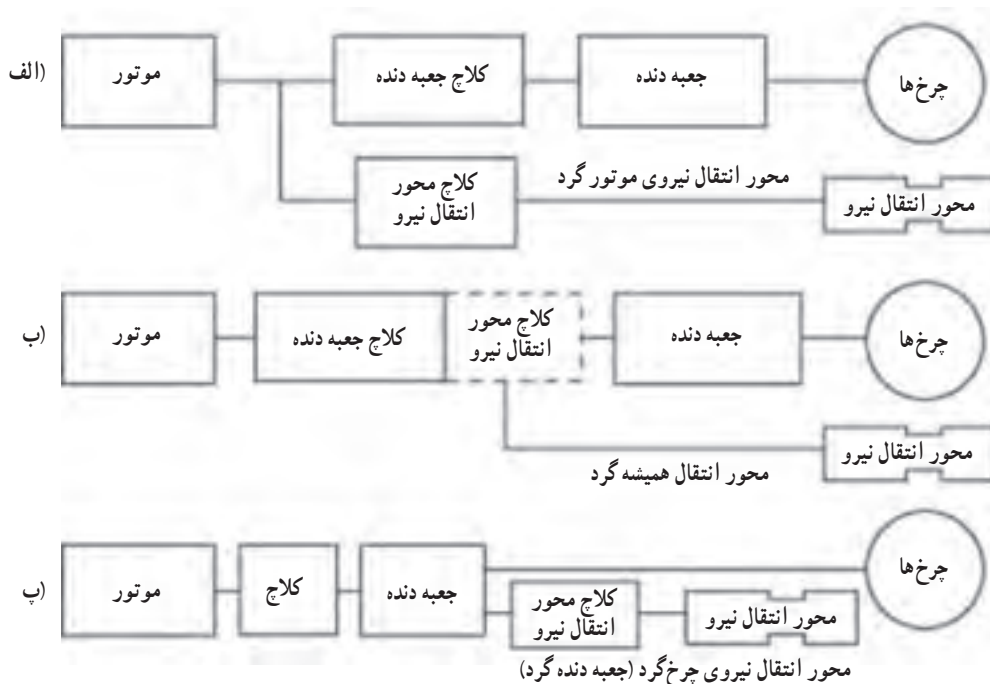 الف)
موتور
کلاچ جعبه دنده
جعبه دنده
چرخ‌ها
کلاچ محور
انتقال نیرو
محور انتقال نیروی موتور گرد
محور انتقال نیرو
ب)
موتور
کلاچ جعبه دنده
کلاچ محور
انتقال نیرو
جعبه دنده
چرخ‌ها
محور انتقال همیشه گرد
محور انتقال نیرو
پ)
موتور
کلاچ
جعبه دنده
چرخ‌ها
کلاچ محور
انتقال نیرو
محور انتقال نیرو
محور انتقال نیروی چرخ‌گرد (جعبه دنده گرد)